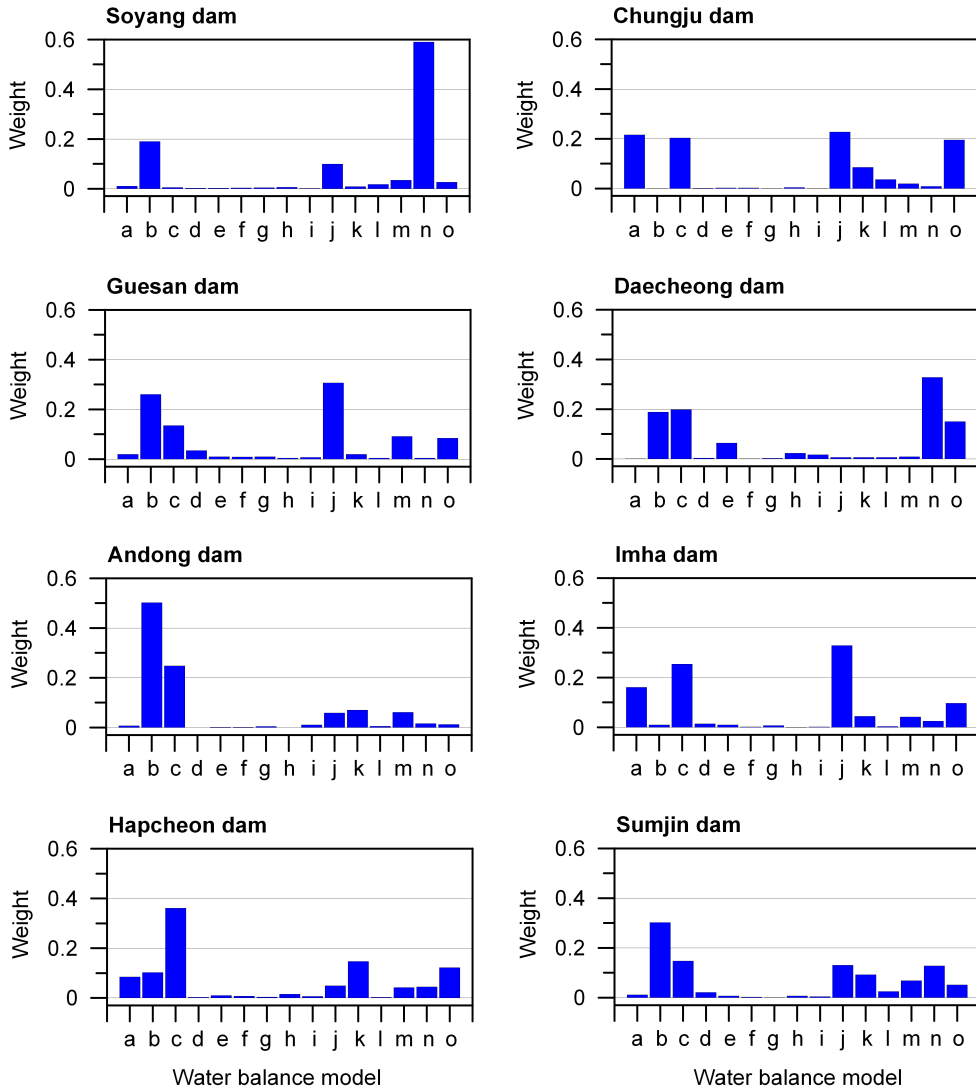 Soyang dam
Chungju dam
0.6
0.4
0.2
0
Weight
a b c d e f g h i j k l m n o
0.6
0.4
0.2
0
Weight
a b c d e f g h i j k l m n o
Guesan dam
Daecheong dam
0.6
0.4
0.2
0
Weight
a b c d e f g h i j k l m n o
0.6
0.4
0.2
0
Weight
a b c d e f g h i j k l m n o
Andong dam
Imha dam
0.6
0.4
0.2
0
Weight
a b c d e f g h i j k l m n o
0.6
0.4
0.2
0
Weight
a b c d e f g h i j k l m n o
Hapcheon dam
Sumjin dam
0.6
0.4
0.2
0
Weight
a b c d e f g h i j k l m n o
0.6
0.4
0.2
0
Weight
a b c d e f g h i j k l m n o
Water balance model
Water balance model